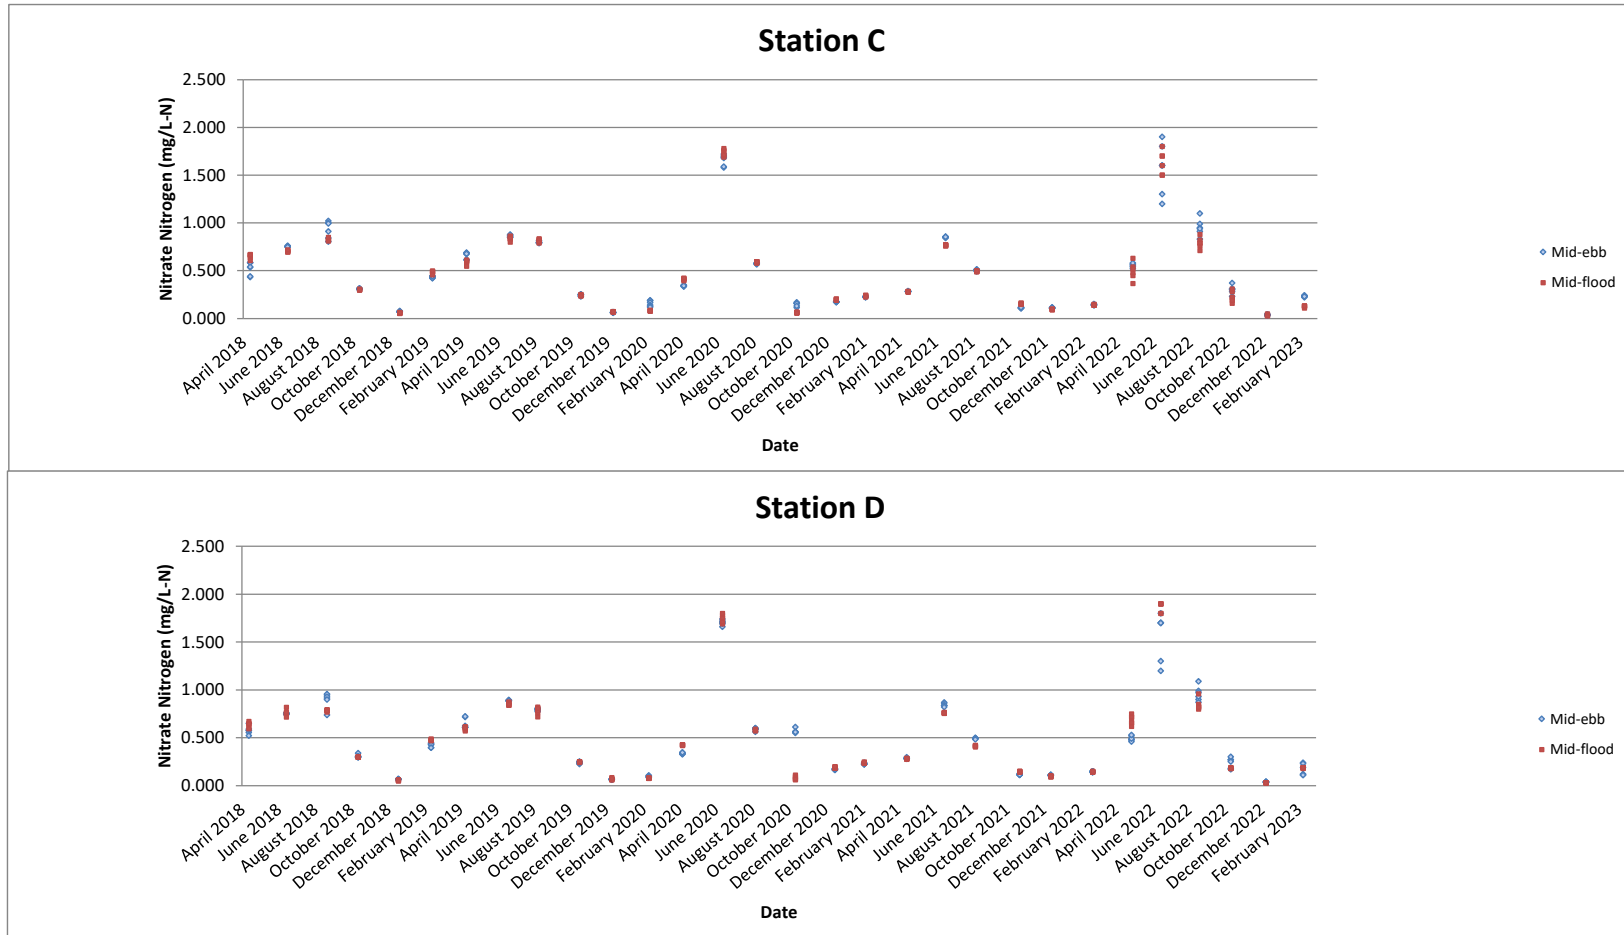 Station C
Nitrate Nitrogen (mg/L-N)
2.500
2.000
1.500
1.000
0.500
0.000
April 2018
June 2018
August 2018
October 2018
December 2018
February 2019
April 2019
June 2019
August 2019
October 2019
December 2019
February 2020
April 2020
June 2020
August 2020
October 2020
December 2020
February 2021
April 2021
June 2021
August 2021
October 2021
December 2021
February 2022
April 2022
June 2022
August 2022
October 2022
December 2022
February 2023
Date
Mid-ebb
Mid-flood
Station D
Nitrate Nitrogen (mg/L-N)
2.500
2.000
1.500
1.000
0.500
0.000
April 2018
June 2018
August 2018
October 2018
December 2018
February 2019
April 2019
June 2019
August 2019
October 2019
December 2019
February 2020
April 2020
June 2020
August 2020
October 2020
December 2020
February 2021
April 2021
June 2021
August 2021
October 2021
December 2021
February 2022
April 2022
June 2022
August 2022
October 2022
December 2022
February 2023
Date
Mid-ebb
Mid-flood